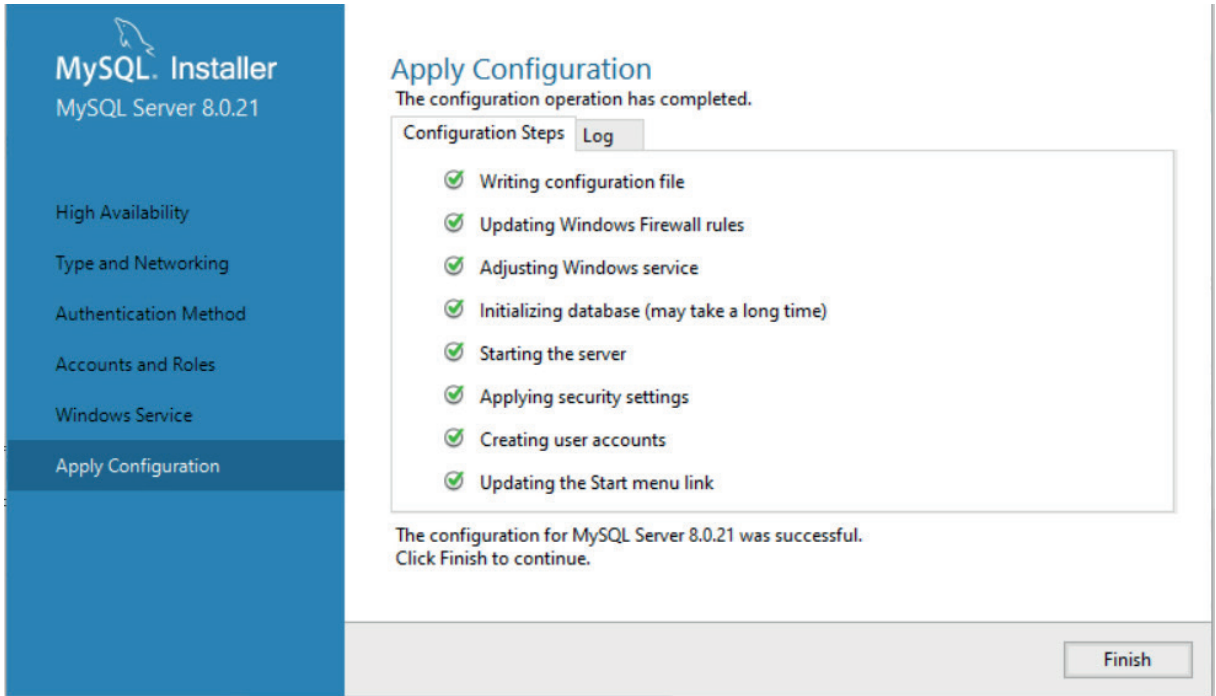 MySQL. Installer
MySQL Server 8.0.21
High Availability
Type and Networking
Authentication Method
Accounts and Roles
Windows Service
Apply Configuration
Apply Configuration
The configuration operation has completed.
Configuration Steps
Log
Writing configuration file
Updating Windows Firewall rules
Adjusting Windows service
Initializing database (may take a long time)
Starting the server
Applying security settings
Creating user accounts
Updating the Start menu link
The configuration for MySQL Server 8.0.21 was successful.
Click Finish to continue.
Finish